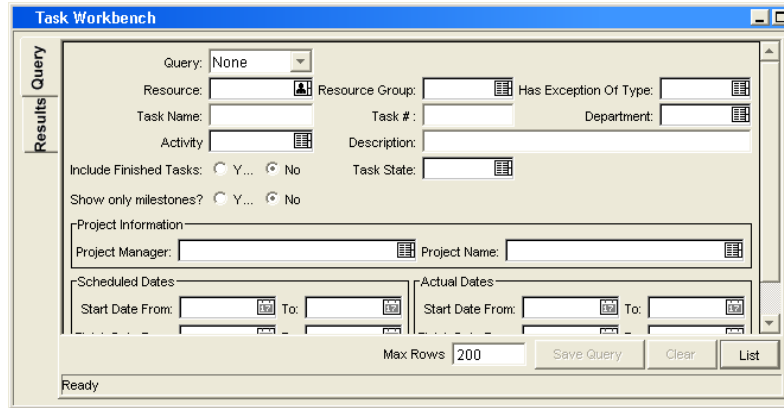 Task Workbench
Query
Results
Query: None
Resource: Resource Group: Has Exception Of Type:
Task Name: Task # : Department:
Activity Description:
Include Finished Tasks: Y... No Task State:
Show only milestones? Y... No
Project Information
Project Manager: Project Name:
Scheduled Dates Actual Dates
Start Date From: To: Start Date From: To:
Max Rows 200 Save Query Clear List
Ready